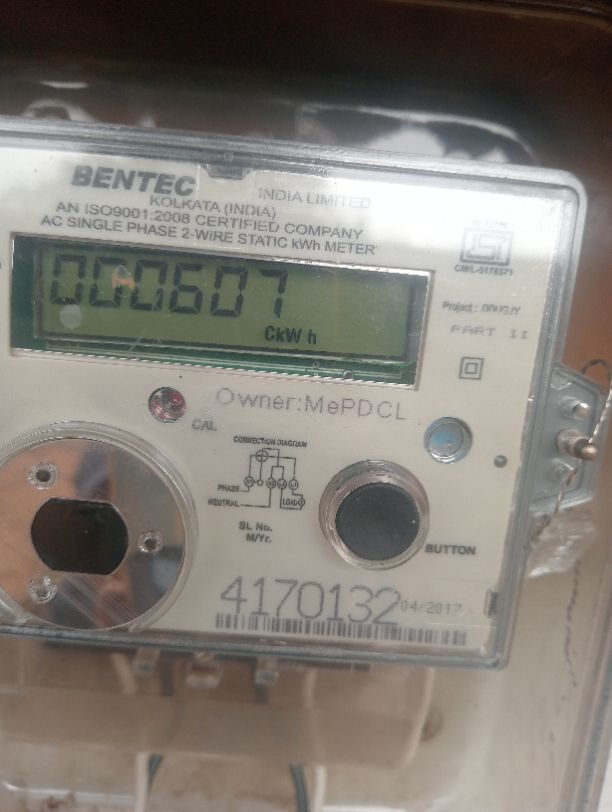 BENTEC INDIA LIMITED
KOLKATA (INDIA)
AN ISO9001:2008 CERTIFIED COMPANY
AC SINGLE PHASE 2-WIRE STATIC kWh METER
000607
CkW h
CM/L-5176571
Project : DDUGJY
PART II
Owner:MePDCL
CAL
CONNECTION DIAGRAM
PHASE
NEUTRAL
LOAD
SL. No.
M/Yr.
BUTTON
4170132
04/2017